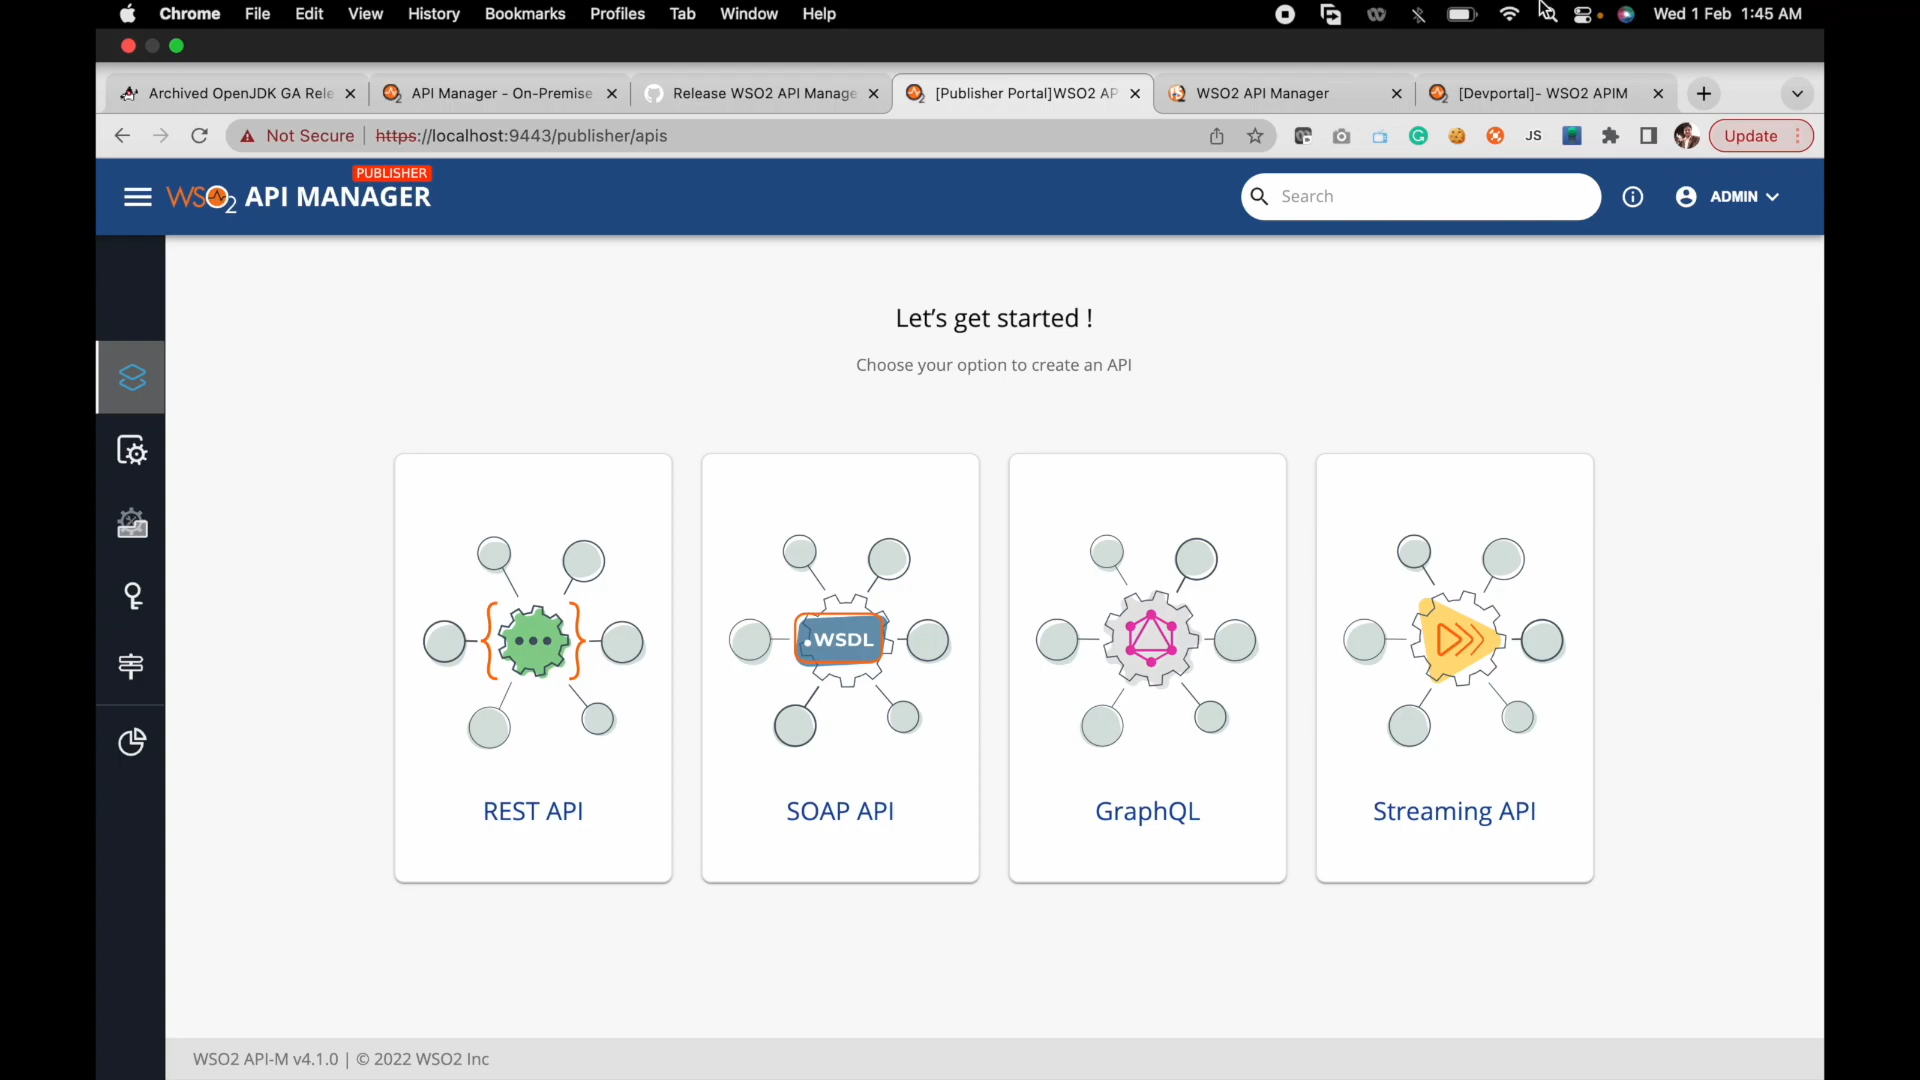 Chrome File Edit View History Bookmarks Profiles Tab Window Help Wed 1 Feb 1:45 AM
Archived OpenJDK GA Rele API Manager - On-Premise Release WSO2 API Manage [Publisher Portal]WSO2 AP WSO2 API Manager [Devportal]- WSO2 APIM
Not Secure https://localhost:9443/publisher/apis JS Update
PUBLISHER
WSO2 API MANAGER Search ADMIN
Let’s get started !
Choose your option to create an API
.WSDL
REST API SOAP API GraphQL Streaming API
WSO2 API-M v4.1.0 | © 2022 WSO2 Inc